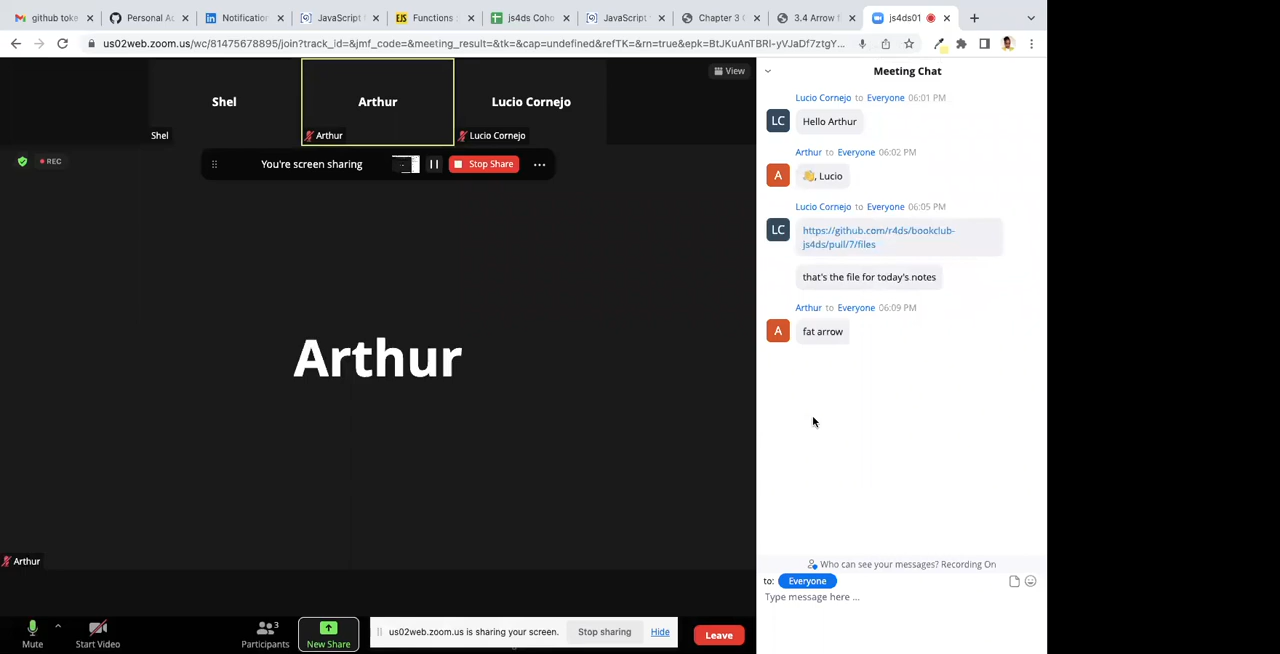 github toke
Personal Ac
Notification
JavaScript f
Functions :
js4ds Coho
JavaScript f
Chapter 3 C
3.4 Arrow f
js4ds01
us02web.zoom.us/wc/81475678895/join?track_id=&jmf_code=&meeting_result=&tk=&cap=undefined&refTK=&rn=true&epk=BtJKuAnTBRI-yVJaDf7ztgY...
Shel
Arthur
Lucio Cornejo
View
Shel
Arthur
Lucio Cornejo
REC
You're screen sharing
Stop Share
Arthur
Arthur
Mute
Start Video
Participants
3
New Share
us02web.zoom.us is sharing your screen.
Stop sharing
Hide
Leave
Meeting Chat
Lucio Cornejo to Everyone 06:01 PM
LC
Hello Arthur
Arthur to Everyone 06:02 PM
A
👋, Lucio
Lucio Cornejo to Everyone 06:05 PM
LC
https://github.com/r4ds/bookclub-
js4ds/pull/7/files
that's the file for today's notes
Arthur to Everyone 06:09 PM
A
fat arrow
Who can see your messages? Recording On
to: Everyone
Type message here ...